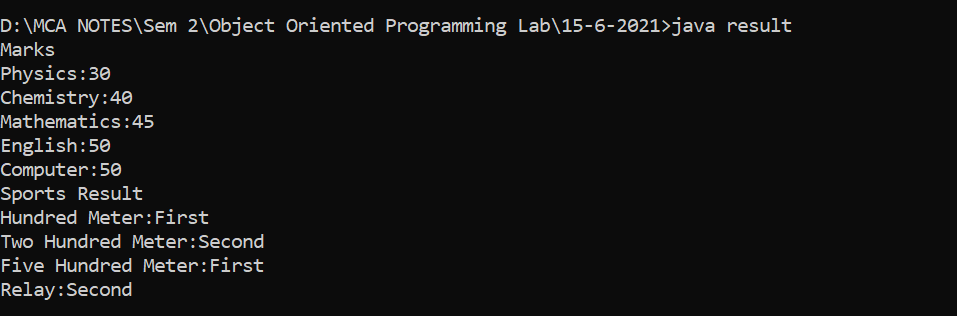 D:\MCA NOTES\Sem 2\Object Oriented Programming Lab\15-6-2021>java result
Marks
Physics:30
Chemistry:40
Mathematics:45
English:50
Computer:50
Sports Result
Hundred Meter:First
Two Hundred Meter:Second
Five Hundred Meter:First
Relay:Second